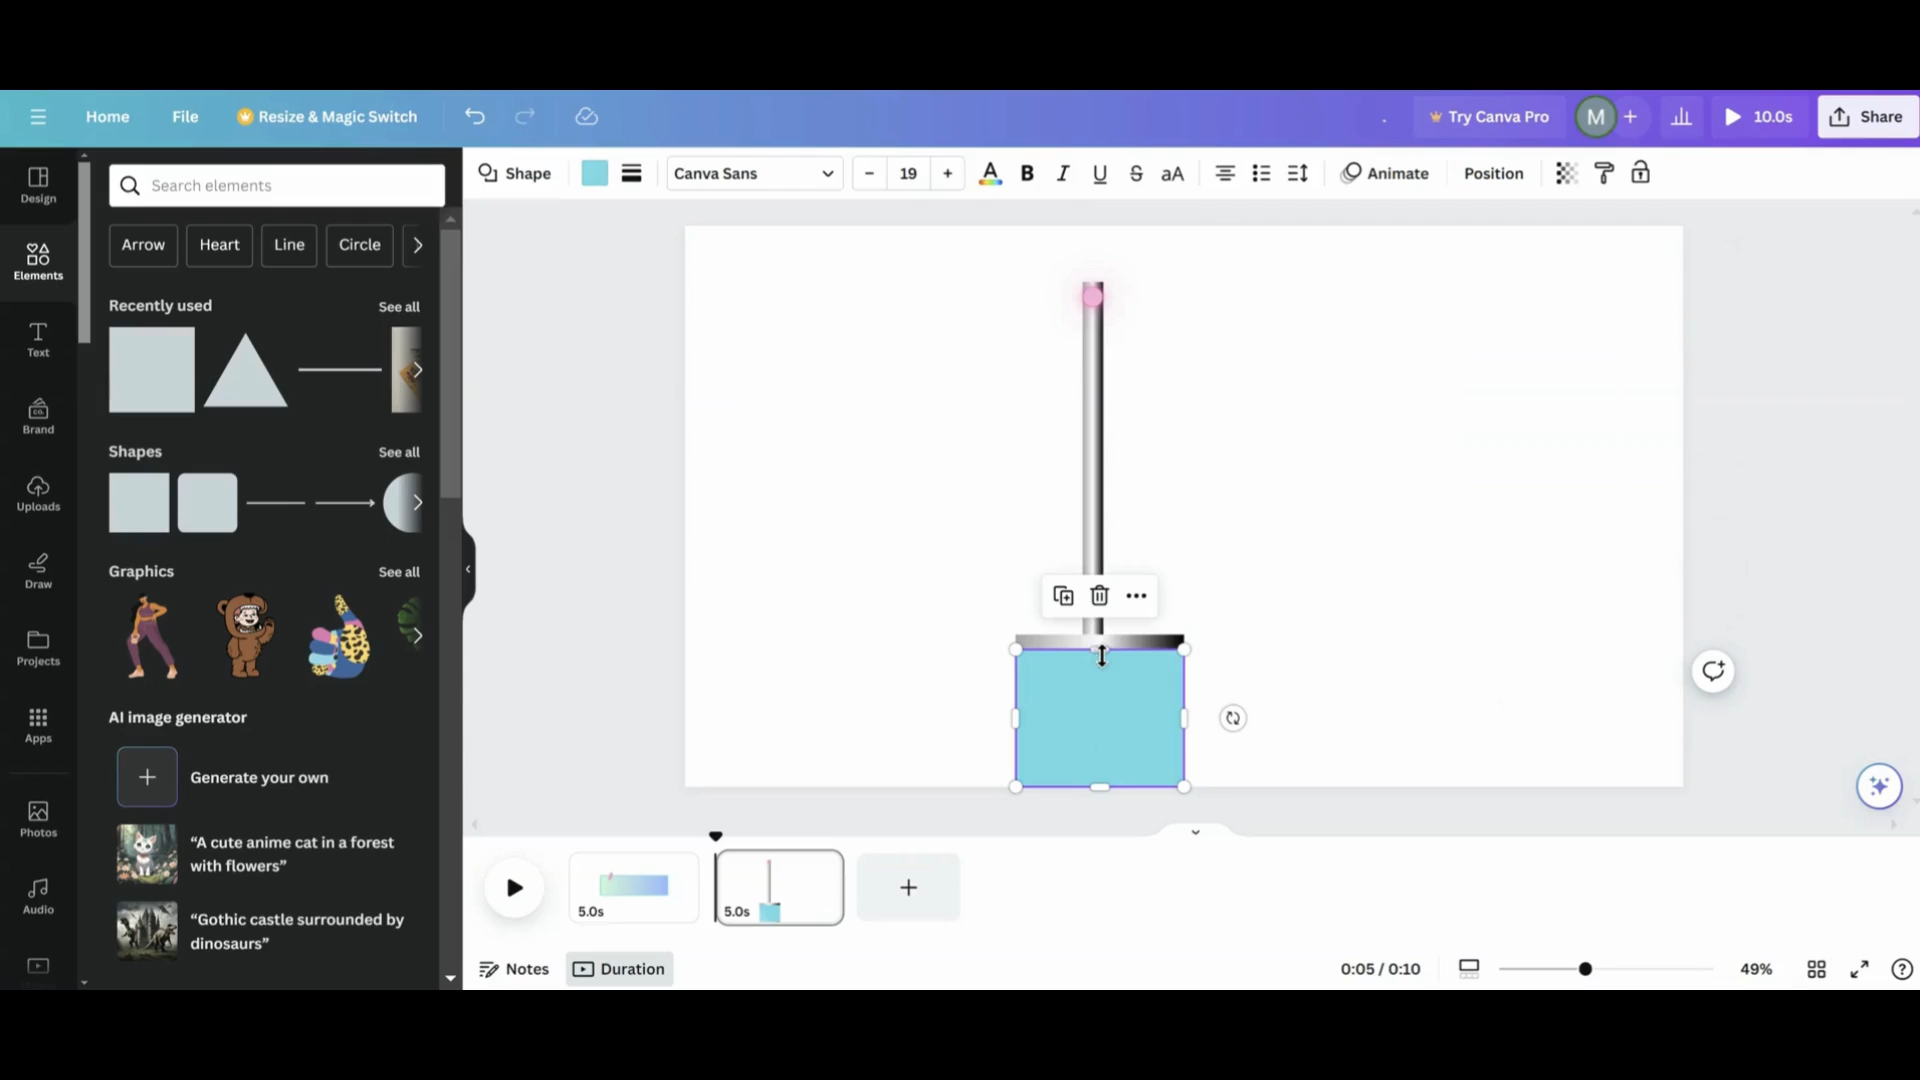 Home File Resize & Magic Switch Try Canva Pro M + 10.0s Share
Shape Canva Sans - 19 + A B I U S aA Animate Position
Design
Elements
Text
Brand
Uploads
Draw
Projects
Apps
Photos
Audio
Search elements
Arrow Heart Line Circle
Recently used See all
Shapes See all
Graphics See all
AI image generator
Generate your own
“A cute anime cat in a forest
with flowers”
“Gothic castle surrounded by
dinosaurs”
5.0s 5.0s
Notes Duration 0:05 / 0:10 49%